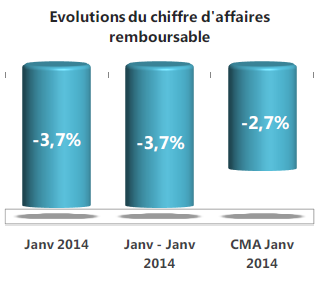 Evolutions du chiffre d'affaires
remboursable
-3,7%
-3,7%
-2,7%
Janv 2014
Janv - Janv
2014
CMA Janv
2014